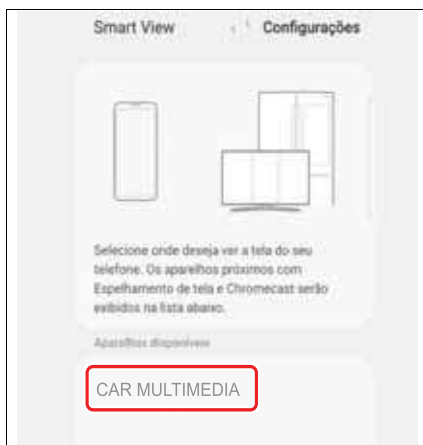 Smart View
Configurações
Selecione onde deseja ver a tela do seu
telefone. Os aparelhos próximos com
Espelhamento de tela e Chromecast serão
exibidos na lista abaixo.
Aparelhos disponíveis
CAR MULTIMEDIA